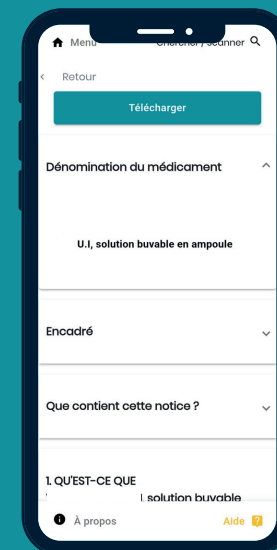 Menu
Chercher / Scanner
Retour
Télécharger
Dénomination du médicament
U.I, solution buvable en ampoule
Encadré
Que contient cette notice ?
1. QU'EST-CE QUE
solution buvable
À propos
Aide